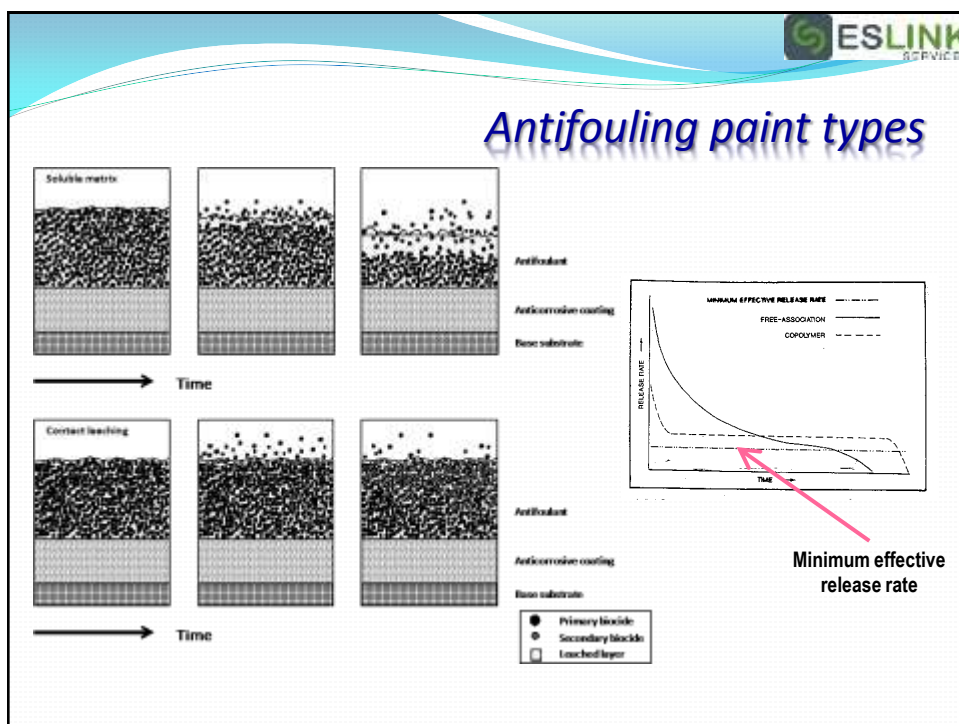 ESLINK
SERVICE
Antifouling paint types
Soluble matrix
Antifoulant
Anticorrosive coating
Base substrate
Time
Contact leaching
Antifoulant
Anticorrosive coating
Base substrate
Time
Primary biocide
Secondary biocide
Leached layer
MINIMUM EFFECTIVE RELEASE RATE
FREE-ASSOCIATION
COPOLYMER
RELEASE RATE
TIME
Minimum effective
release rate